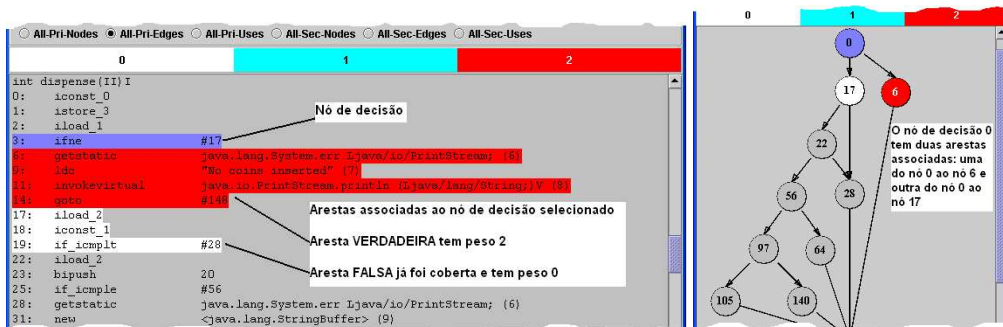 All-Pri-Nodes All-Pri-Edges All-Pri-Uses All-Sec-Nodes All-Sec-Edges All-Sec-Uses
0 1 2
int dispense(II)I
0: iconst_0
1: istore_3
2: iload_1
3: ifne #17
6: getstatic java.lang.System.err Ljava/io/PrintStream; (6)
9: ldc "No coins inserted" (7)
11: invokevirtual java.io.PrintStream.println (Ljava/lang/String;)V (8)
14: goto #148
17: iload_2
18: iconst_1
19: if_icmplt #28
22: iload_2
23: bipush 20
25: if_icmple #56
28: getstatic java.lang.System.err Ljava/io/PrintStream; (6)
31: new <java.lang.StringBuffer> (9)
Nó de decisão
Arestas associadas ao nó de decisão selecionado
Aresta VERDADEIRA tem peso 2
Aresta FALSA já foi coberta e tem peso 0
0 1 2
0
17
6
22
56
28
97
64
105
140
O nó de decisão 0
tem duas arestas
associadas: uma
do nó 0 ao nó 6 e
outra do nó 0 ao
nó 17